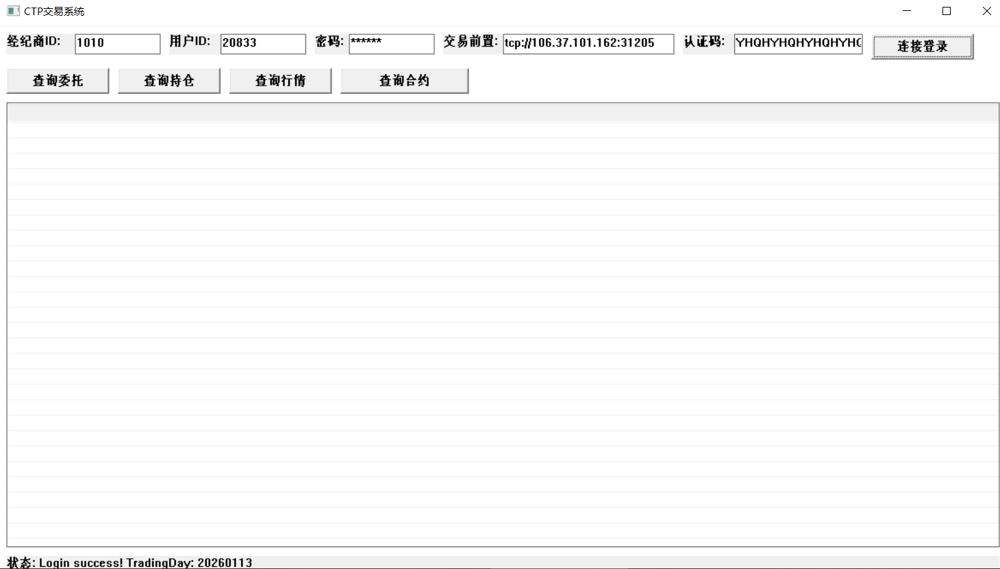 CTP交易系统
经纪商ID: 1010 用户ID: 20833 密码: ****** 交易前置: tcp://106.37.101.162:31205 认证码: YHQHYHQHYHQHYHQ 连接登录
查询委托 查询持仓 查询行情 查询合约
状态: Login success! TradingDay: 20260113